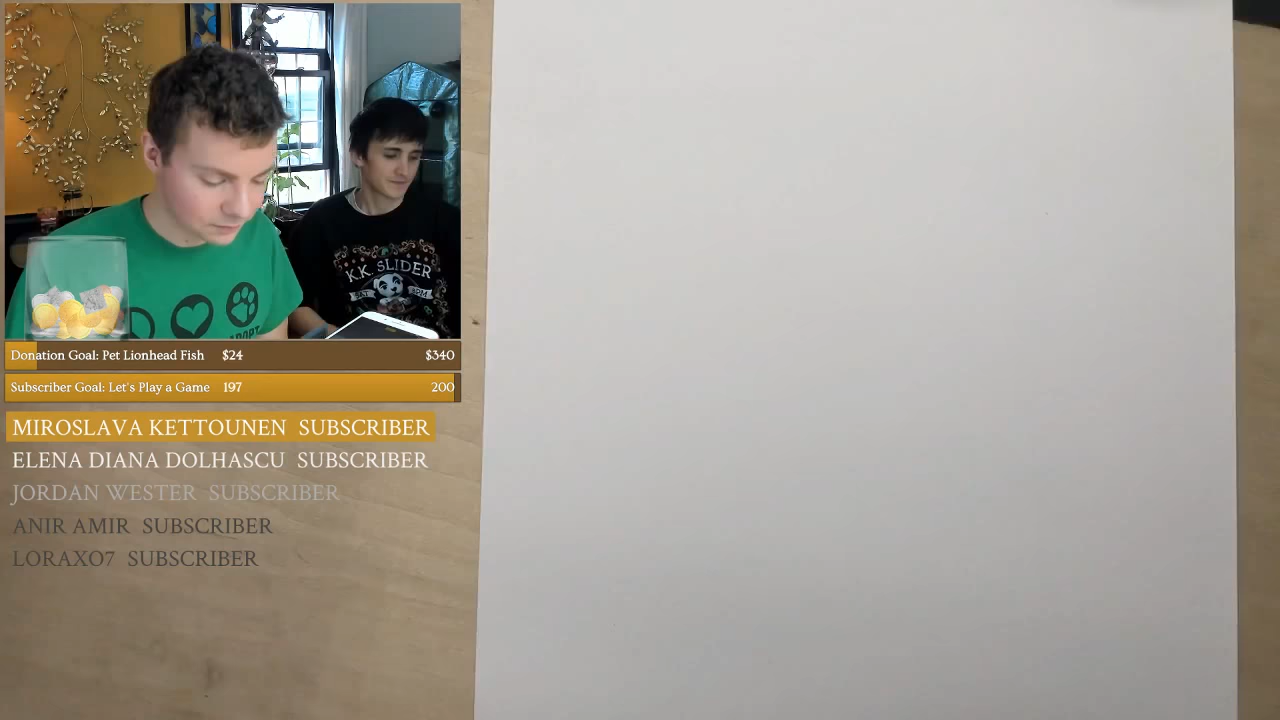 K.K. SLIDER
Donation Goal: Pet Lionhead Fish $24 $340
Subscriber Goal: Let's Play a Game 197 200
MIROSLAVA KETTOUNEN SUBSCRIBER
ELENA DIANA DOLHASCU SUBSCRIBER
JORDAN WESTER SUBSCRIBER
ANIR AMIR SUBSCRIBER
LORAXO7 SUBSCRIBER